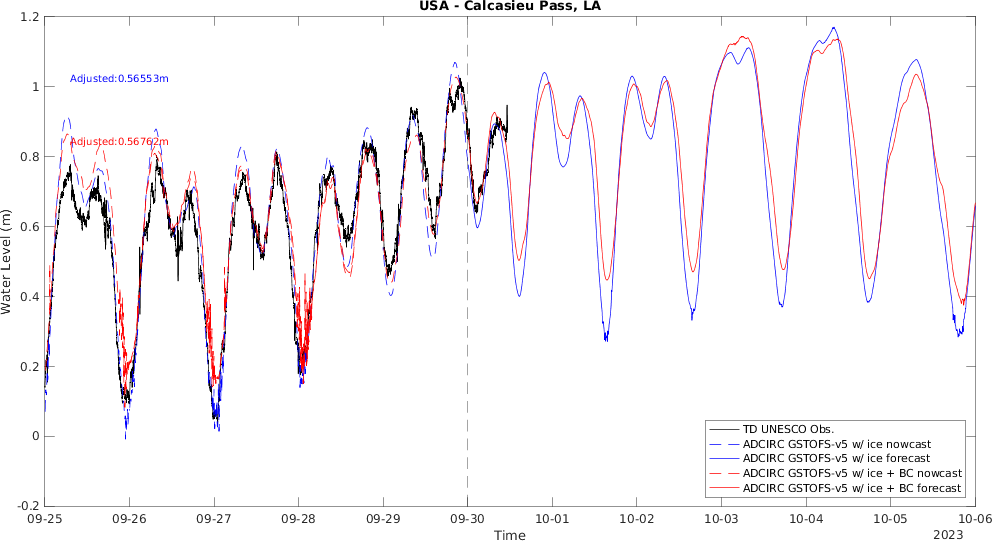 USA - Calcasieu Pass, LA
1.2
1
0.8
0.6
0.4
0.2
0
-0.2
Water Level (m)
Adjusted:0.56553m
Adjusted:0.56762m
TD UNESCO Obs.
ADCIRC GSTOFS-v5 w/ ice nowcast
ADCIRC GSTOFS-v5 w/ ice forecast
ADCIRC GSTOFS-v5 w/ ice + BC nowcast
ADCIRC GSTOFS-v5 w/ ice + BC forecast
09-25 09-26 09-27 09-28 09-29 09-30 10-01 10-02 10-03 10-04 10-05 10-06
Time
2023